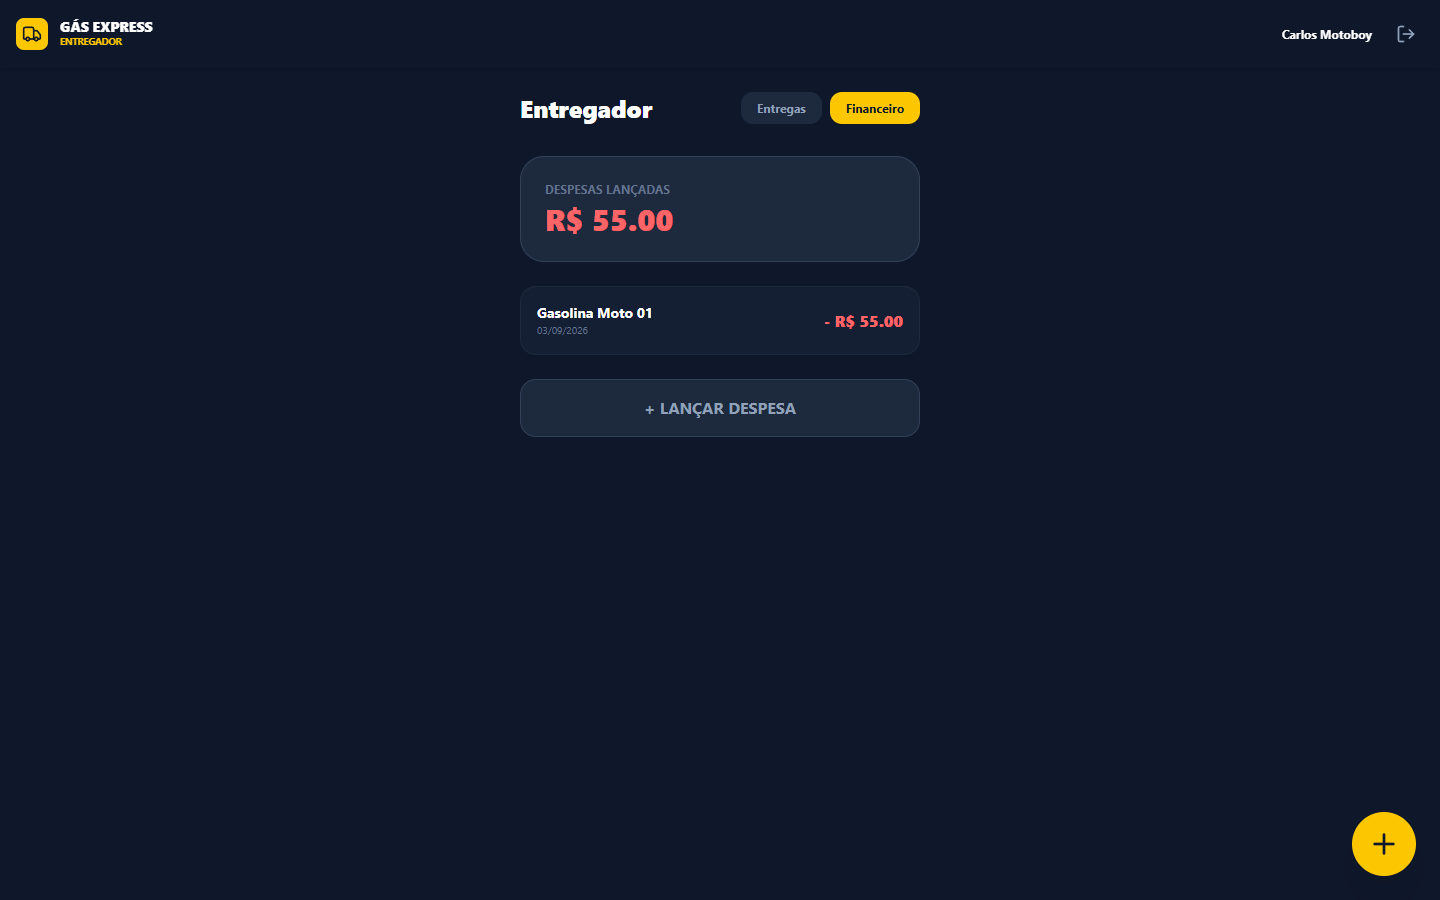 GÁS EXPRESS
ENTREGADOR
Carlos Motoboy
Entregador
Entregas
Financeiro
DESPESAS LANÇADAS
R$ 55.00
Gasolina Moto 01
03/09/2026
- R$ 55.00
+ LANÇAR DESPESA